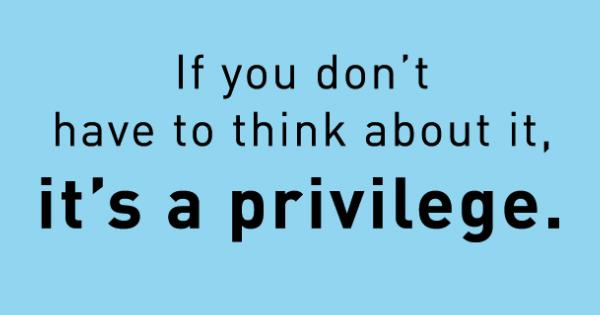 If you don’t
have to think about it,
it’s a privilege.